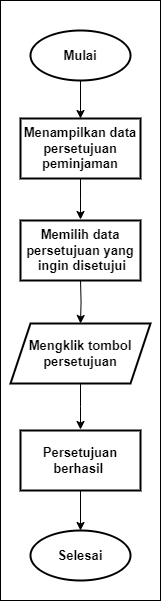 Mulai
Menampilkan data
persetujuan
peminjaman
Memilih data
persetujuan yang
ingin disetujui
Mengklik tombol
persetujuan
Persetujuan
berhasil
Selesai